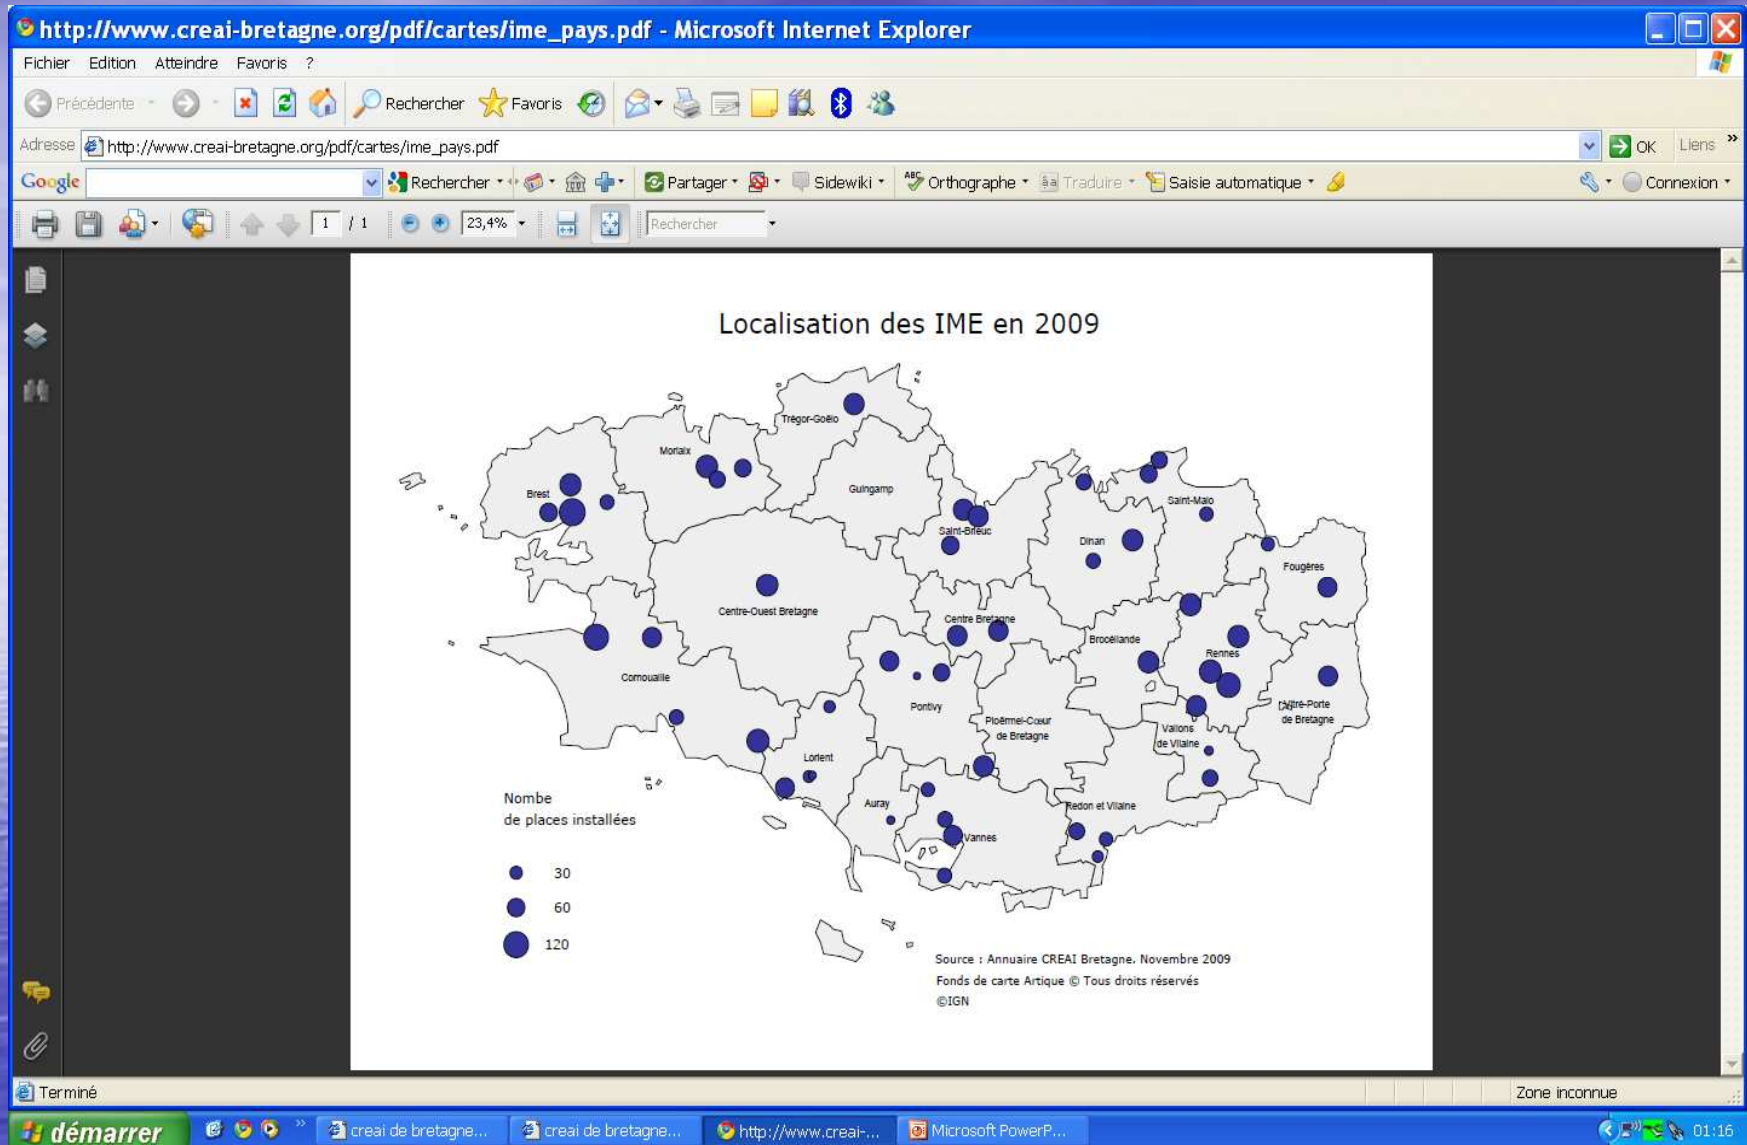 http://www.creai-bretagne.org/pdf/cartes/ime_pays.pdf - Microsoft Internet Explorer
Fichier Edition Atteindre Favoris ?
Précédente Rechercher Favoris
Adresse http://www.creai-bretagne.org/pdf/cartes/ime_pays.pdf OK Liens »
Google Rechercher Partager Sidewiki ABC Orthographe Traduire Saisie automatique Connexion
1 / 1 23,4% Rechercher
Localisation des IME en 2009
Trégor-Goëlo
Morlaix
Guingamp
Brest
Saint-Malo
Saint-Brieuc
Dinan
Fougères
Centre-Ouest Bretagne
Centre Bretagne
Brocéliande
Rennes
Cornouaille
Pontivy
Vitré-Porte
de Bretagne
Ploërmel-Cœur
de Bretagne
Vallons
de Vilaine
Lorient
Auray
Redon et Vilaine
Vannes
Nombe
de places installées
30
60
120
Source : Annuaire CREAI Bretagne. Novembre 2009
Fonds de carte Artique © Tous droits réservés
©IGN
Terminé Zone inconnue
démarrer » creai de bretagne... creai de bretagne... http://www.creai-... Microsoft PowerP... 01:16